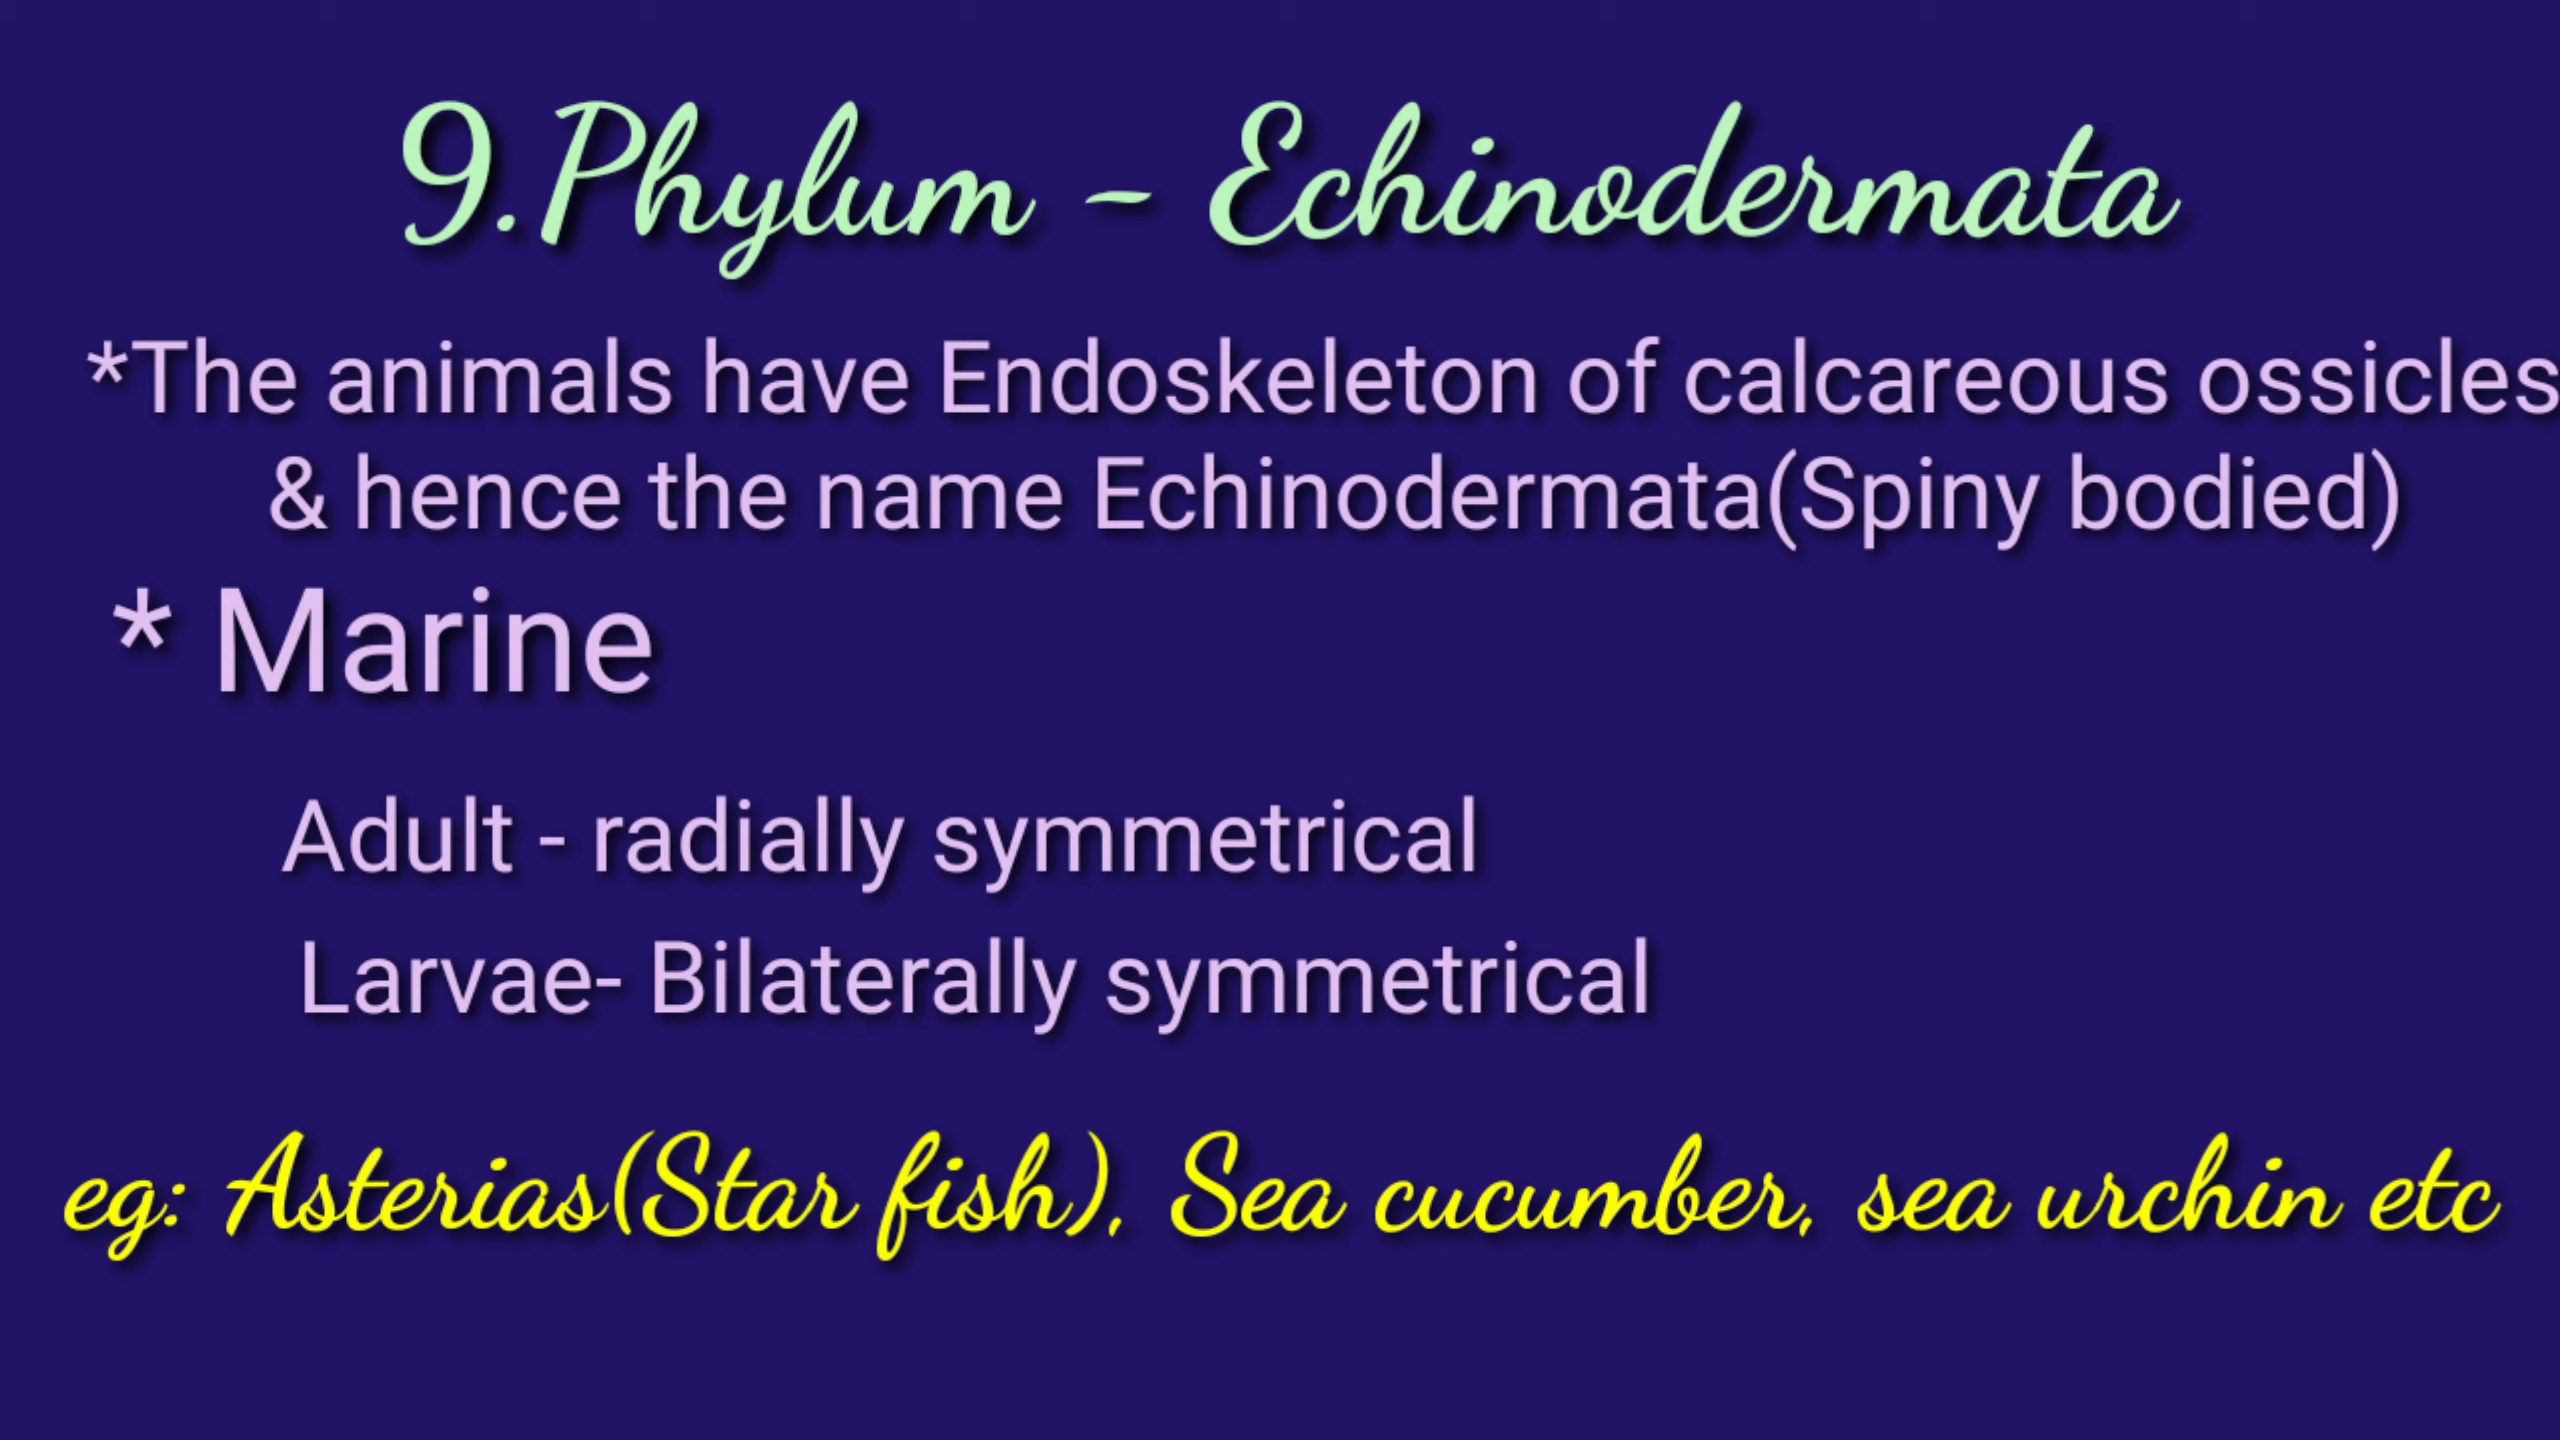 9.Phylum - Echinodermata
*The animals have Endoskeleton of calcareous ossicles
& hence the name Echinodermata(Spiny bodied)
* Marine
Adult - radially symmetrical
Larvae- Bilaterally symmetrical
eg: Asterias(Star fish), Sea cucumber, sea urchin etc